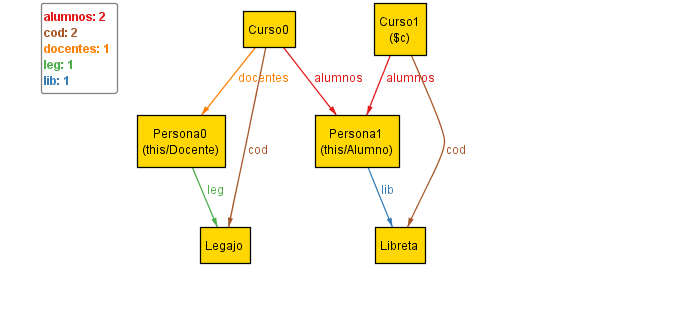 alumnos: 2
cod: 2
docentes: 1
leg: 1
lib: 1
Curso0
Curso1
($c)
docentes
alumnos
alumnos
Persona0
(this/Docente)
Persona1
(this/Alumno)
cod
cod
leg
lib
Legajo
Libreta